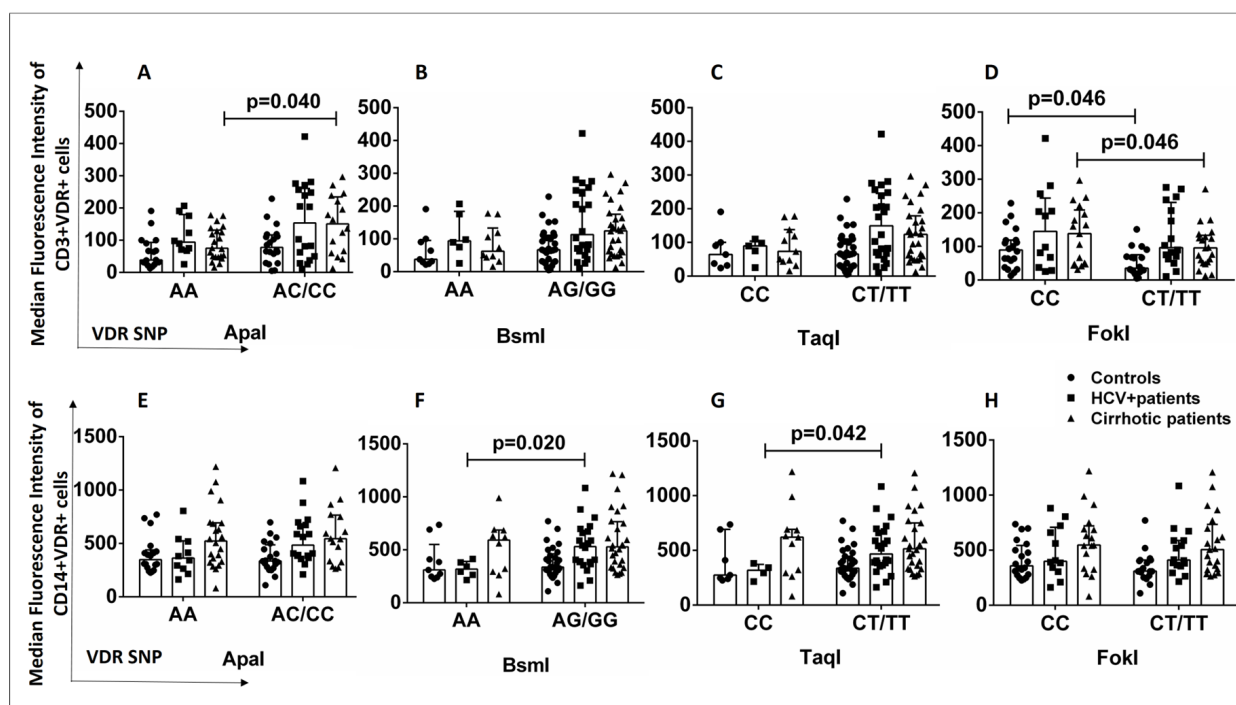 Median Fluorescence Intensity of
CD3+VDR+ cells
A
p=0.040
500
400
300
200
100
0
AA
AC/CC
VDR SNP
ApaI
B
500
400
300
200
100
0
AA
AG/GG
BsmI
C
500
400
300
200
100
0
CC
CT/TT
TaqI
D
p=0.046
p=0.046
500
400
300
200
100
0
CC
CT/TT
FokI
Controls
HCV+patients
Cirrhotic patients
Median Fluorescence Intensity of
CD14+VDR+ cells
E
1500
1000
500
0
AA
AC/CC
VDR SNP
ApaI
F
p=0.020
1500
1000
500
0
AA
AG/GG
BsmI
G
p=0.042
1500
1000
500
0
CC
CT/TT
TaqI
H
1500
1000
500
0
CC
CT/TT
FokI